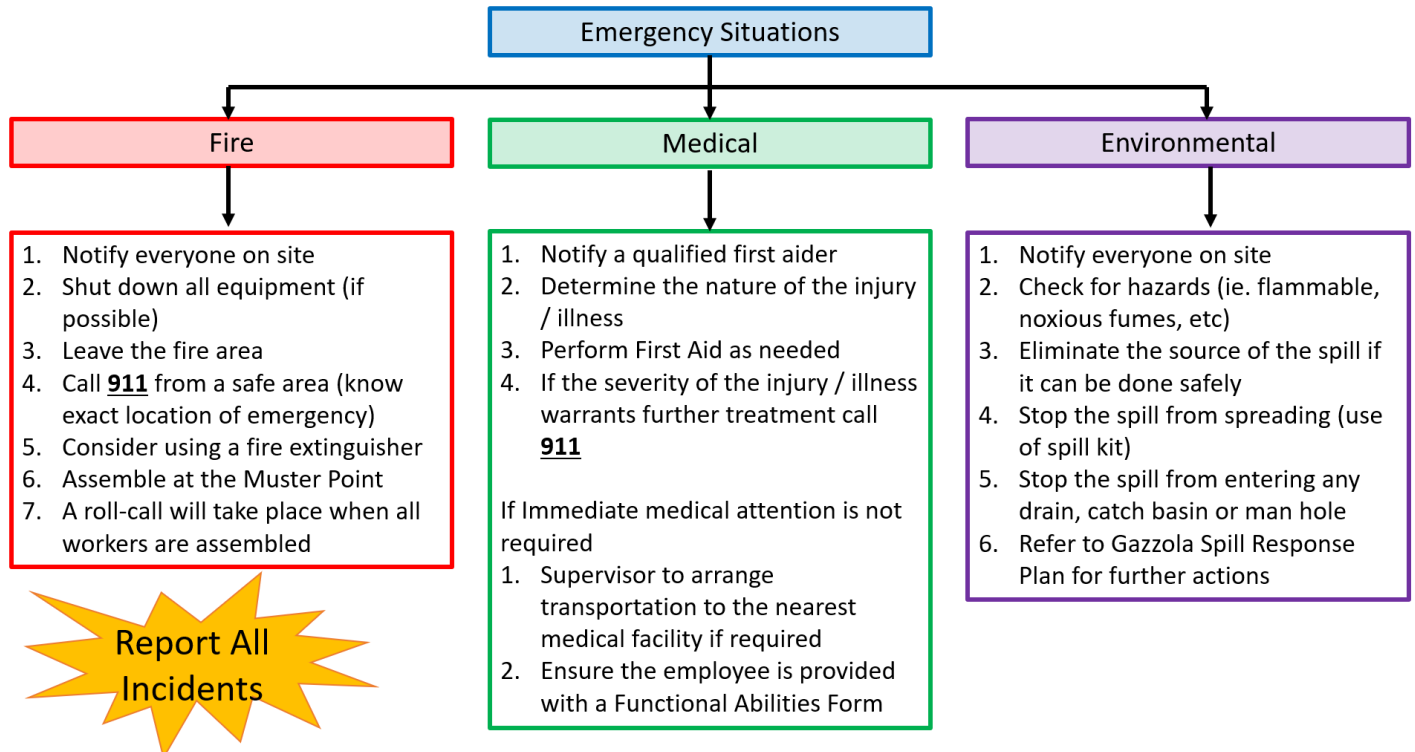 Emergency Situations
Fire
1. Notify everyone on site
2. Shut down all equipment (if
possible)
3. Leave the fire area
4. Call 911 from a safe area (know
exact location of emergency)
5. Consider using a fire extinguisher
6. Assemble at the Muster Point
7. A roll-call will take place when all
workers are assembled
Report All
Incidents
Medical
1. Notify a qualified first aider
2. Determine the nature of the injury
/ illness
3. Perform First Aid as needed
4. If the severity of the injury / illness
warrants further treatment call
911
If Immediate medical attention is not
required
1. Supervisor to arrange
transportation to the nearest
medical facility if required
2. Ensure the employee is provided
with a Functional Abilities Form
Environmental
1. Notify everyone on site
2. Check for hazards (ie. flammable,
noxious fumes, etc)
3. Eliminate the source of the spill if
it can be done safely
4. Stop the spill from spreading (use
of spill kit)
5. Stop the spill from entering any
drain, catch basin or man hole
6. Refer to Gazzola Spill Response
Plan for further actions